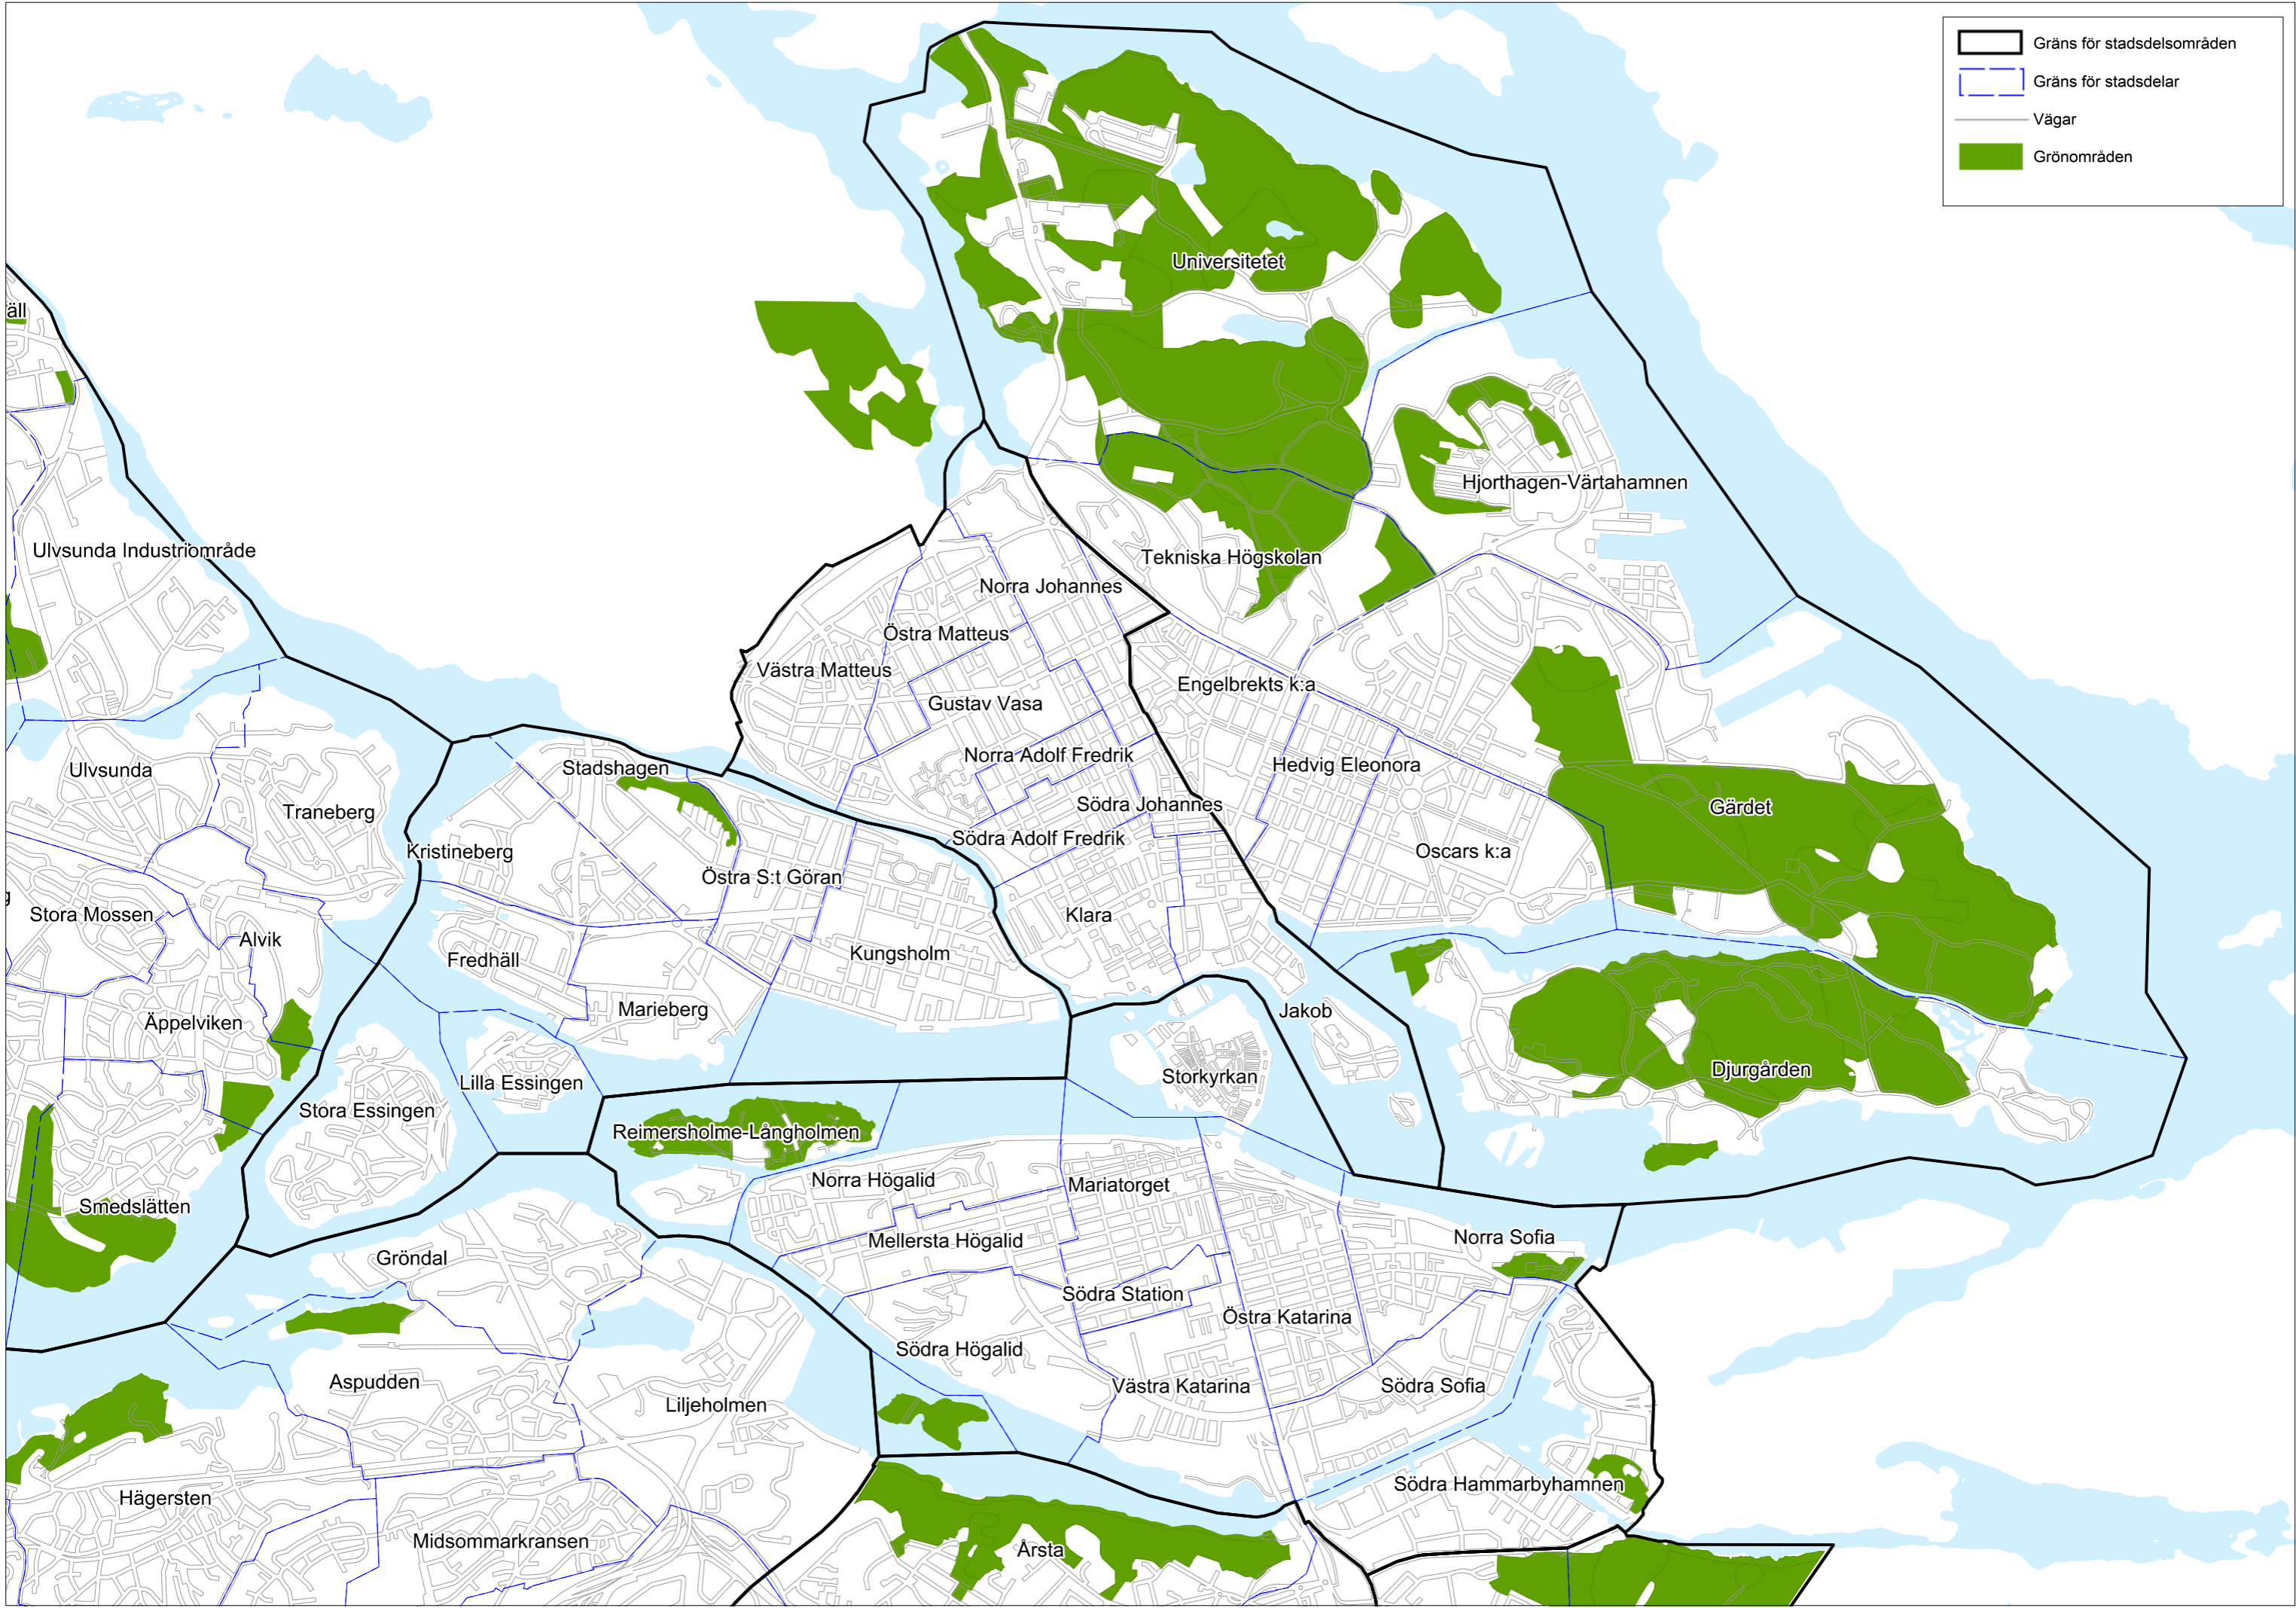 Gräns för stadsdelsområden
Gräns för stadsdelar
Vägar
Grönområden
Universitetet
äll
Hjorthagen-Värtahamnen
Ulvsunda Industriområde
Tekniska Högskolan
Norra Johannes
Östra Matteus
Västra Matteus
Engelbrekts k:a
Gustav Vasa
Norra Adolf Fredrik
Hedvig Eleonora
Stadshagen
Ulvsunda
Traneberg
Södra Johannes
Gärdet
Södra Adolf Fredrik
Kristineberg
Oscars k:a
Östra S:t Göran
g
Stora Mossen
Klara
Alvik
Fredhäll
Kungsholm
Marieberg
Jakob
Äppelviken
Djurgården
Storkyrkan
Lilla Essingen
Stora Essingen
Reimersholme-Långholmen
Norra Högalid
Mariatorget
Smedslätten
Norra Sofia
Mellersta Högalid
Gröndal
Södra Station
Östra Katarina
Södra Högalid
Aspudden
Västra Katarina
Södra Sofia
Liljeholmen
Södra Hammarbyhamnen
Hägersten
Midsommarkransen
Årsta